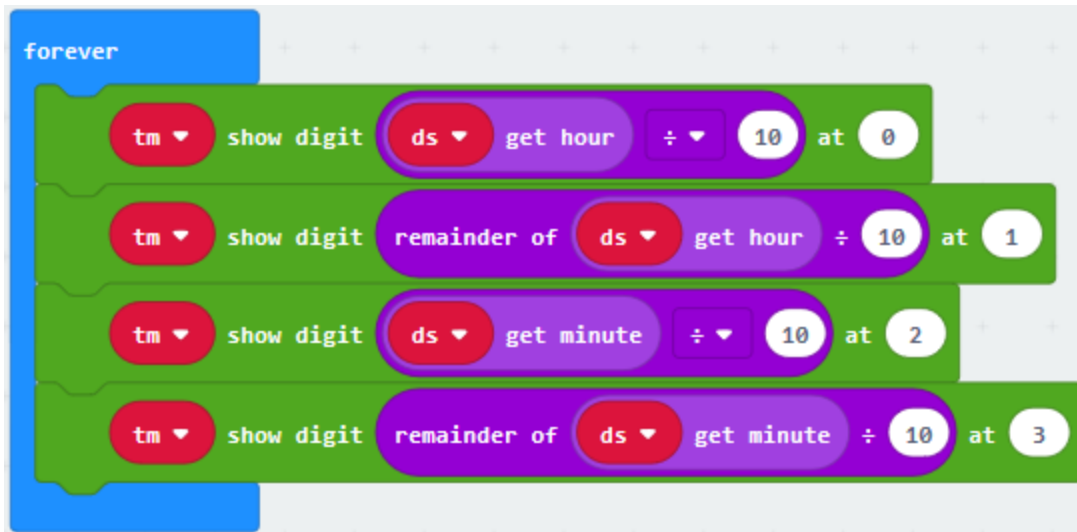 forever
tm show digit ds get hour ÷ 10 at 0
tm show digit remainder of ds get hour ÷ 10 at 1
tm show digit ds get minute ÷ 10 at 2
tm show digit remainder of ds get minute ÷ 10 at 3